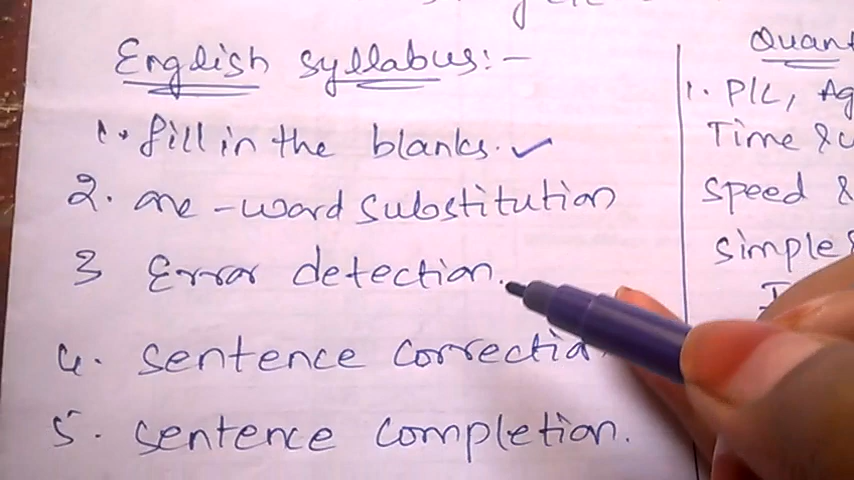 English syllabus:-
1. fill in the blanks.
2. one-word substitution
3 Error detection.
4. sentence correctio
5. sentence completion.
Quant
1. P/L, Ag
Time &
speed &
simple &